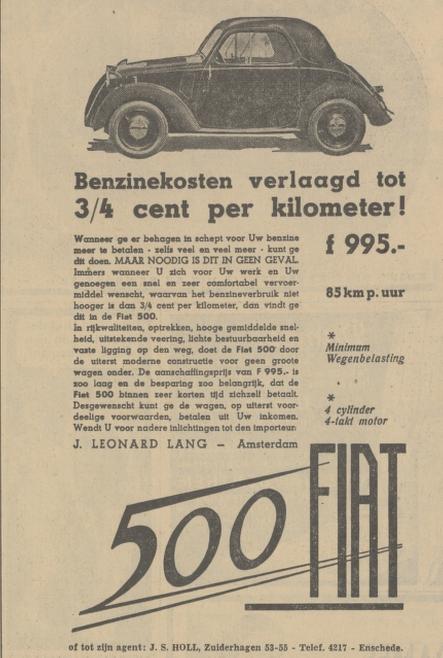 Benzinekosten verlaagd tot
3/4 cent per kilometer!
Wanneer ge er behagen in schept voor Uw benzine
meer te betalen - zelfs veel en veel meer - kunt ge
dit doen. MAAR NOODIG IS DIT IN GEEN GEVAL.
Immers wanneer U zich voor Uw werk en Uw
genoegen een snel en zeer comfortabel vervoer-
middel wenscht, waarvan het benzineverbruik niet
hooger is dan 3/4 cent per kilometer, dan vindt ge
dit in de Fiat 500.
In rijkwaliteiten, optrekken, hooge gemiddelde snel-
heid, uitstekende veering, lichte bestuurbaarheid en
vaste ligging op den weg, doet de Fiat 500 door
de uiterst moderne constructie voor geen groote
wagen onder. De aanschaffingsprijs van F 995.- is
zoo laag en de besparing zoo belangrijk, dat de
Fiat 500 binnen zeer korten tijd zichzelf betaalt.
Desgewenscht kunt ge de wagen, op uiterst voor-
deelige voorwaarden, betalen uit Uw inkomen.
Wendt U voor nadere inlichtingen tot den importeur:
J. LEONARD LANG - Amsterdam
f 995.-
85 km p. uur
*
Minimum
Wegenbelasting
*
4 cylinder
4-takt motor
500 FIAT
of tot zijn agent: J. S. HOLL, Zuiderhagen 53-55 - Telef. 4217 - Enschede.